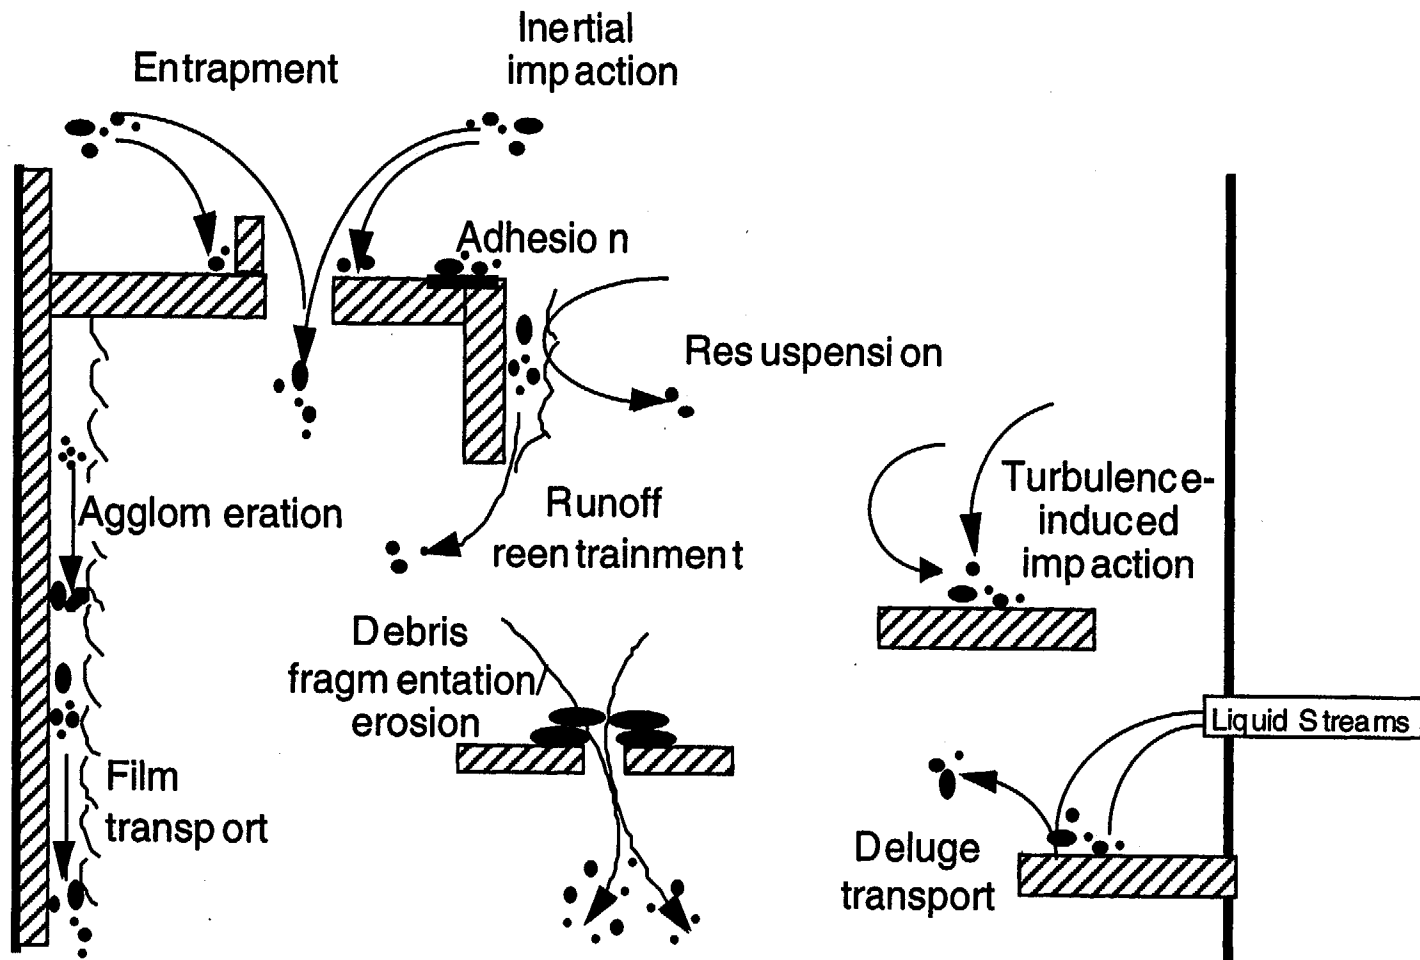 Entrapment
Inertial
impaction
Adhesion
Resuspension
Agglomeration
Runoff
reentrainment
Turbulence-
induced
impaction
Debris
fragmentation/
erosion
Liquid Streams
Film
transport
Deluge
transport